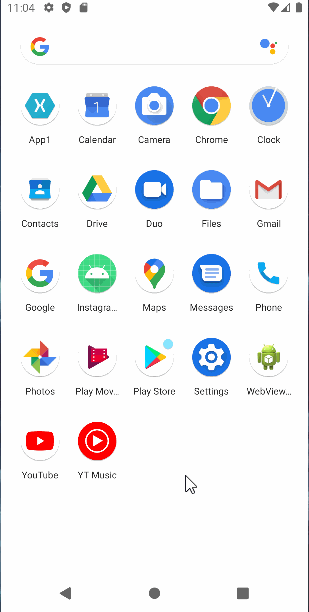 11:04
App1 Calendar Camera Chrome Clock
Contacts Drive Duo Files Gmail
Google Instagra... Maps Messages Phone
Photos Play Mov... Play Store Settings WebView...
YouTube YT Music